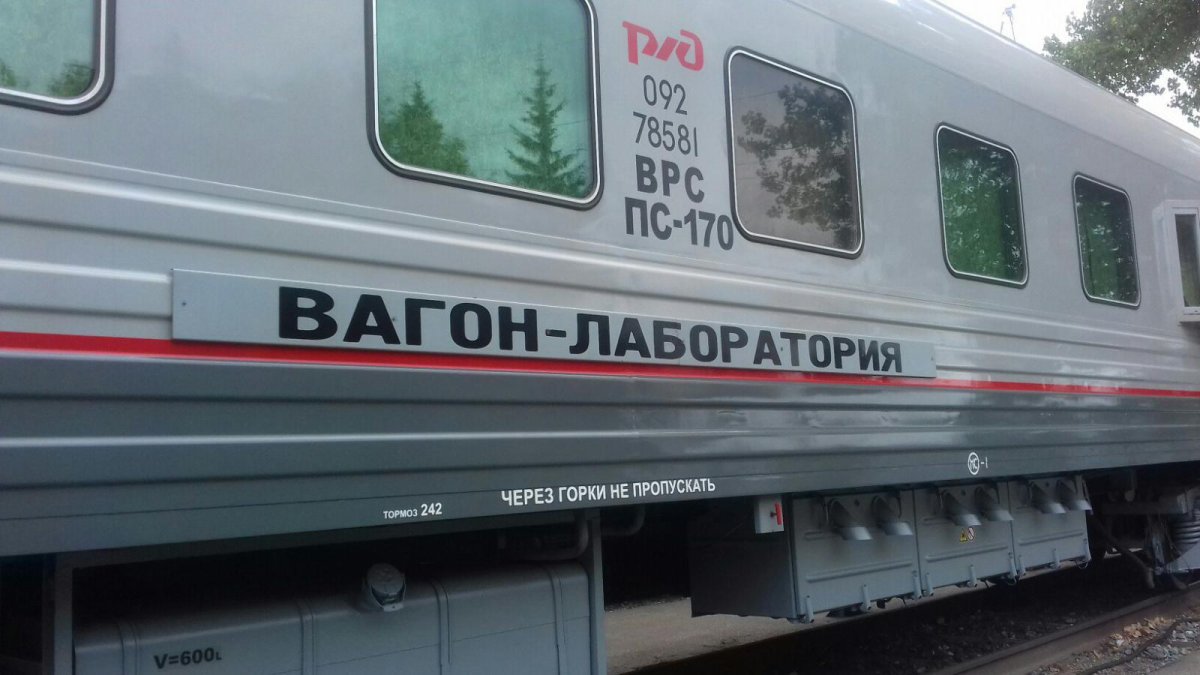 РЖД
092
78581
ВРС
ПС-170
ВАГОН-ЛАБОРАТОРИЯ
ЧЕРЕЗ ГОРКИ НЕ ПРОПУСКАТЬ
ТОРМОЗ 242
V=600L